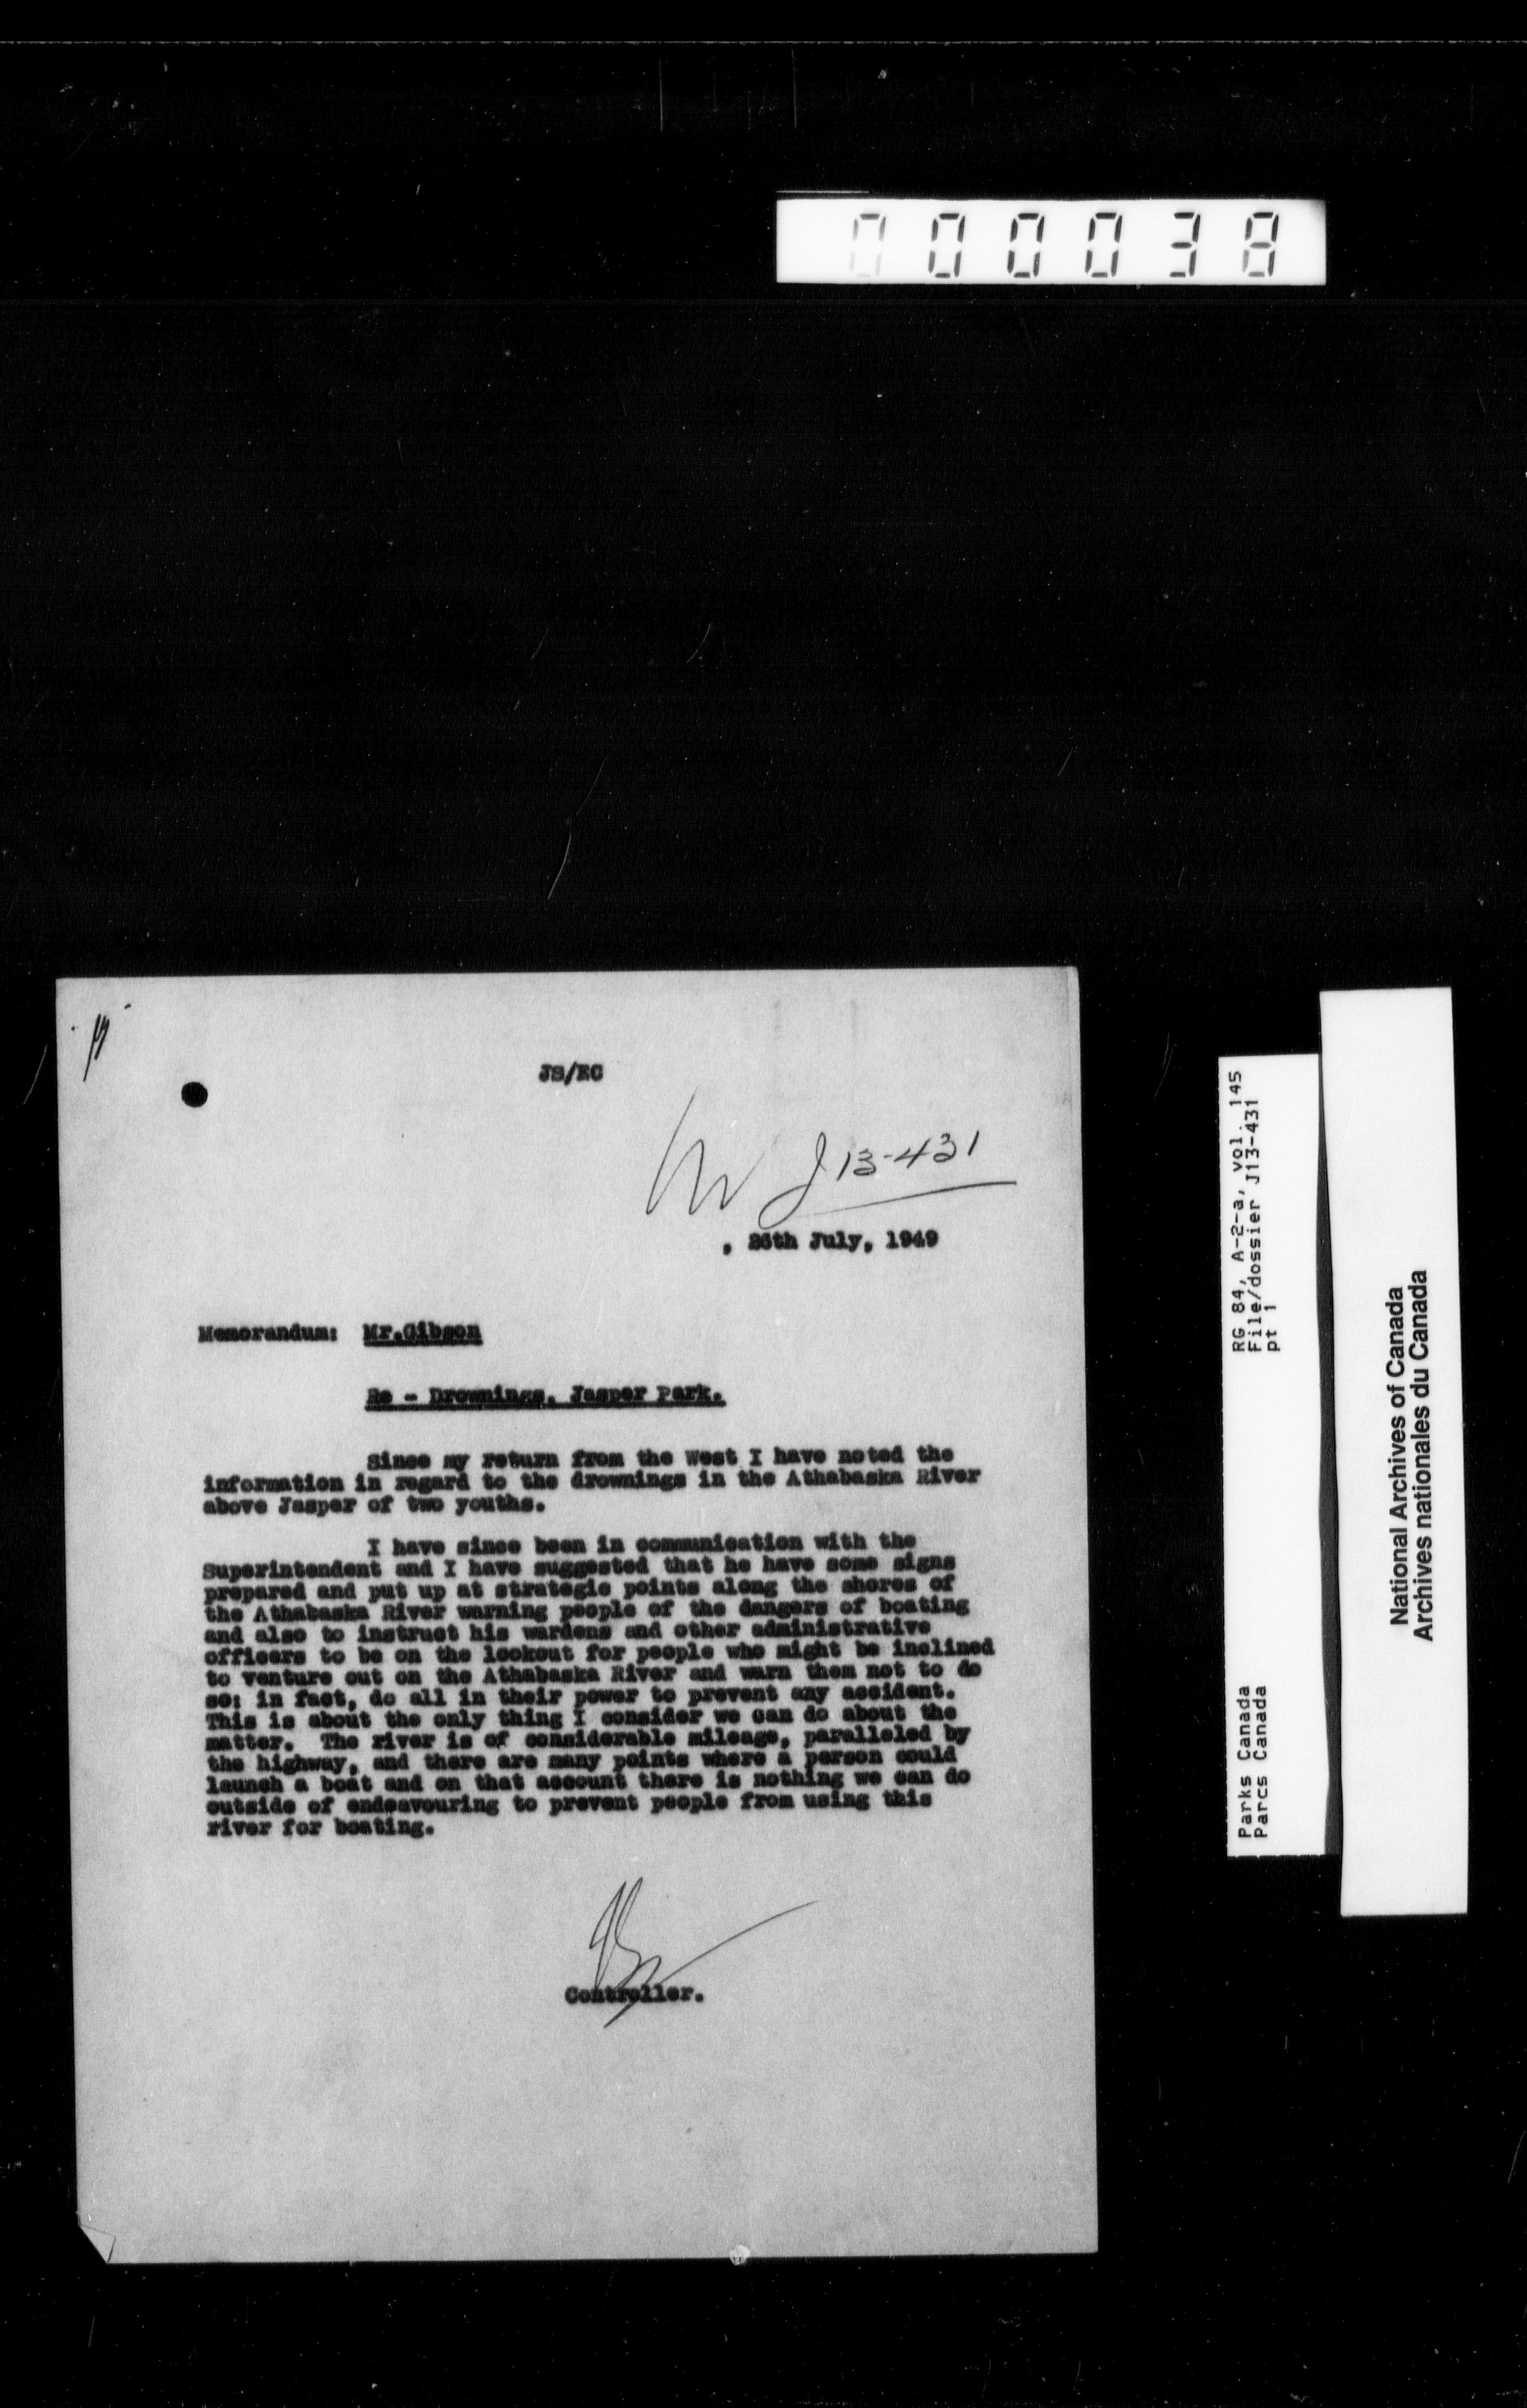 000038
JS/EC
J13-431
, 26th July, 1949
Memorandum: Mr.Gibson
Re - Drownings, Jasper Park.
Since my return from the West I have noted the
information in regard to the drownings in the Athabaska River
above Jasper of two youths.
I have since been in communication with the
Superintendent and I have suggested that he have some signs
prepared and put up at strategic points along the shores of
the Athabaska River warning people of the dangers of boating
and also to instruct his wardens and other administrative
officers to be on the lookout for people who might be inclined
to venture out on the Athabaska River and warn them not to do
so: in fact, do all in their power to prevent any accident.
This is about the only thing I consider we can do about the
matter. The river is of considerable mileage, paralleled by
the highway, and there are many points where a person could
launch a boat and on that account there is nothing we can do
outside of endeavouring to prevent people from using this
river for boating.
Controller.
RG 84, A-2-a, vol. 145
File/dossier J13-431
pt 1
Parks Canada
Parcs Canada
National Archives of Canada
Archives nationales du Canada